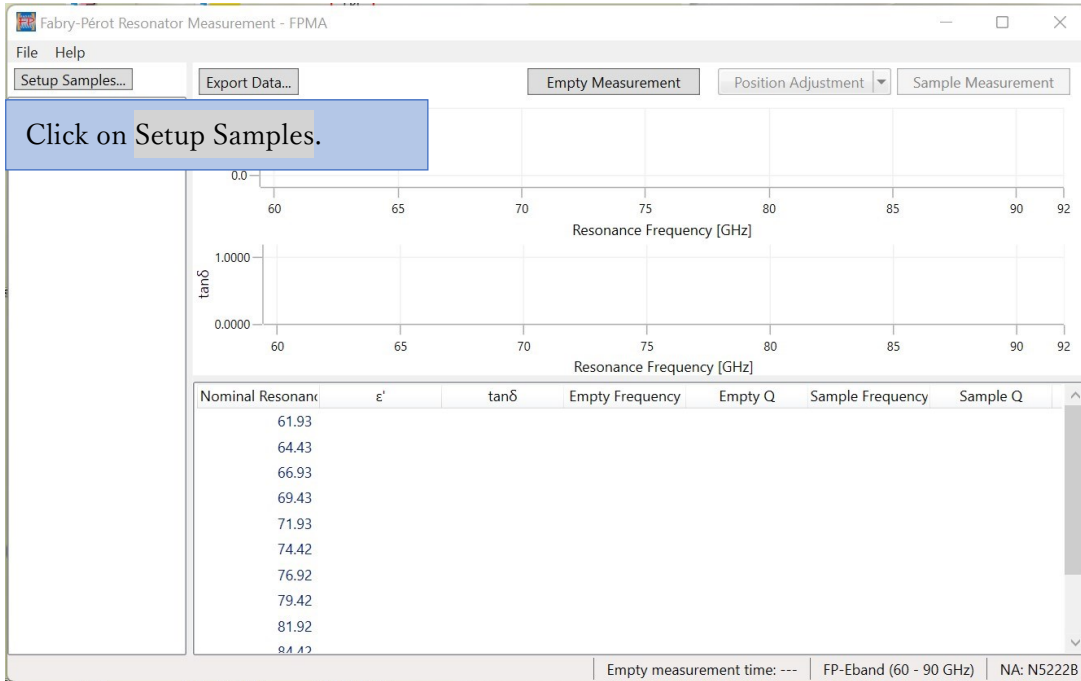 Fabry-Pérot Resonator Measurement - FPMA
File Help
Setup Samples... Export Data... Empty Measurement Position Adjustment Sample Measurement
Click on Setup Samples.
0.0
60 65 70 75 80 85 90 92
Resonance Frequency [GHz]
1.0000
tanδ
0.0000
60 65 70 75 80 85 90 92
Resonance Frequency [GHz]
Nominal Resonanc ε' tanδ Empty Frequency Empty Q Sample Frequency Sample Q
61.93
64.43
66.93
69.43
71.93
74.42
76.92
79.42
81.92
84.42
Empty measurement time: --- FP-Eband (60 - 90 GHz) NA: N5222B